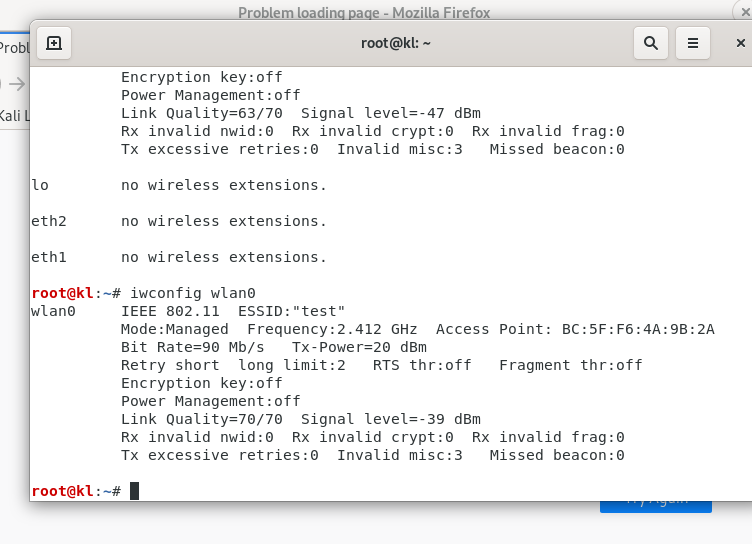 Problem loading page - Mozilla Firefox
root@kl: ~
Kali L
Encryption key:off
Power Management:off
Link Quality=63/70  Signal level=-47 dBm
Rx invalid nwid:0  Rx invalid crypt:0  Rx invalid frag:0
Tx excessive retries:0  Invalid misc:3   Missed beacon:0
lo        no wireless extensions.
eth2      no wireless extensions.
eth1      no wireless extensions.
root@kl:~# iwconfig wlan0
wlan0     IEEE 802.11  ESSID:"test"
Mode:Managed  Frequency:2.412 GHz  Access Point: BC:5F:F6:4A:9B:2A
Bit Rate=90 Mb/s   Tx-Power=20 dBm
Retry short  long limit:2   RTS thr:off   Fragment thr:off
Encryption key:off
Power Management:off
Link Quality=70/70  Signal level=-39 dBm
Rx invalid nwid:0  Rx invalid crypt:0  Rx invalid frag:0
Tx excessive retries:0  Invalid misc:3   Missed beacon:0
root@kl:~#